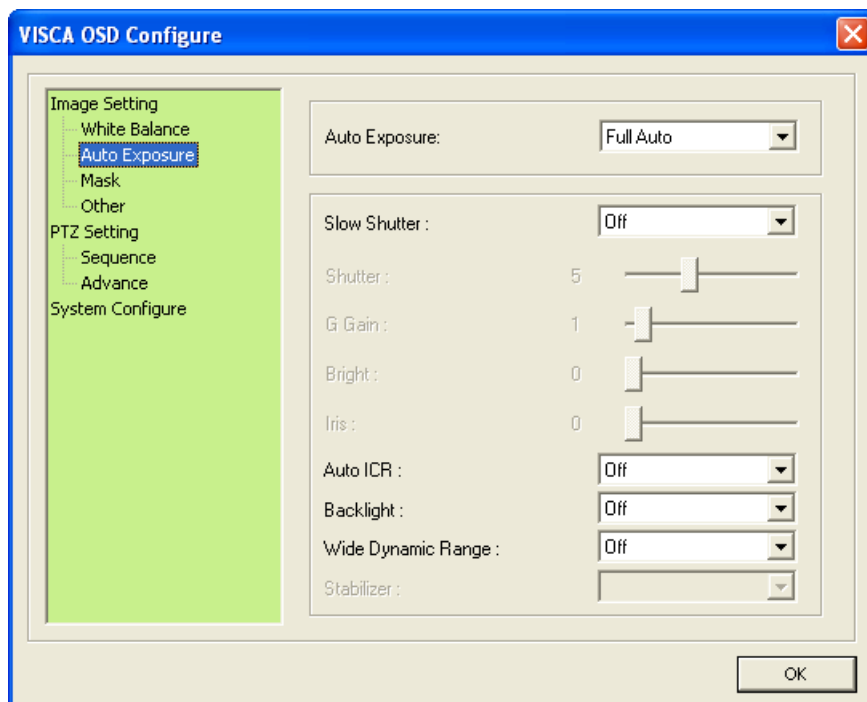 VISCA OSD Configure
Image Setting
White Balance
Auto Exposure
Mask
Other
PTZ Setting
Sequence
Advance
System Configure
Auto Exposure: Full Auto
Slow Shutter : Off
Shutter : 5
G Gain : 1
Bright : 0
Iris : 0
Auto ICR : Off
Backlight : Off
Wide Dynamic Range : Off
Stabilizer :
OK